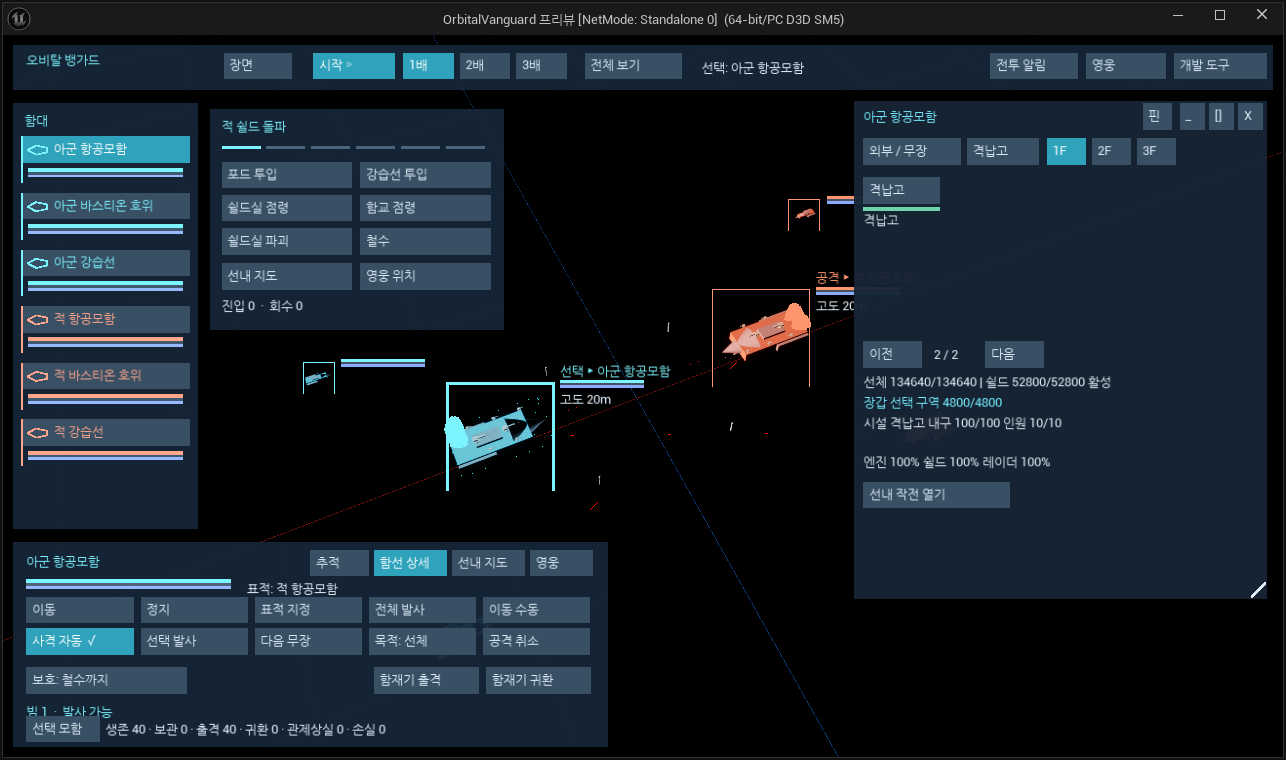 OrbitalVanguard 프리뷰 [NetMode: Standalone 0] (64-bit/PC D3D SM5)
오비탈 뱅가드
장면 시작 ▶ 1배 2배 3배 전체 보기 선택: 아군 항공모함 전투 알림 영웅 개발 도구
함대
아군 항공모함
아군 바스티온 호위
아군 강습선
적 항공모함
적 바스티온 호위
적 강습선
적 쉴드 돌파
포드 투입 강습선 투입
쉴드실 점령 함교 점령
쉴드실 파괴 철수
선내 지도 영웅 위치
진입 0 · 회수 0
공격 ▶
고도 20m
선택 ▶ 아군 항공모함
고도 20m
아군 항공모함 핀 _ [] X
외부 / 무장 격납고 1F 2F 3F
격납고
격납고
이전 2 / 2 다음
선체 134640/134640 | 쉴드 52800/52800 활성
장갑 선택 구역 4800/4800
시설 격납고 내구 100/100 인원 10/10
엔진 100% 쉴드 100% 레이더 100%
선내 작전 열기
아군 항공모함 추적 함선 상세 선내 지도 영웅
표적: 적 항공모함
이동 정지 표적 지정 전체 발사 이동 수동
사격 자동 √ 선택 발사 다음 무장 목적: 선체 공격 취소
보호: 철수까지 함재기 출격 함재기 귀환
빔 1 · 발사 가능
선택 모함 생존 40 · 보관 0 · 출격 40 · 귀환 0 · 관제상실 0 · 손실 0